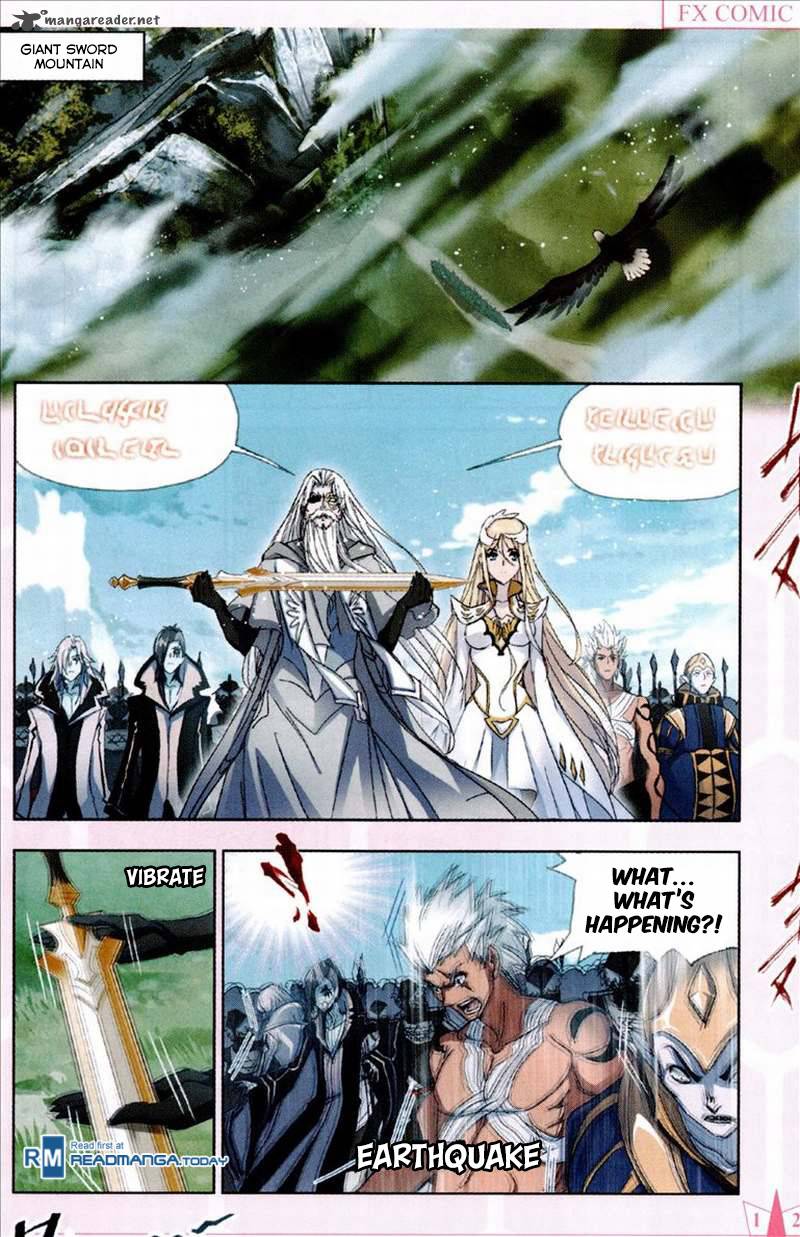 mangareader.net
FX COMIC
GIANT SWORD
MOUNTAIN
VIBRATE
WHAT...
WHAT'S
HAPPENING?!
EARTHQUAKE
RM
Read first at
READMANGA.TODAY
1 2